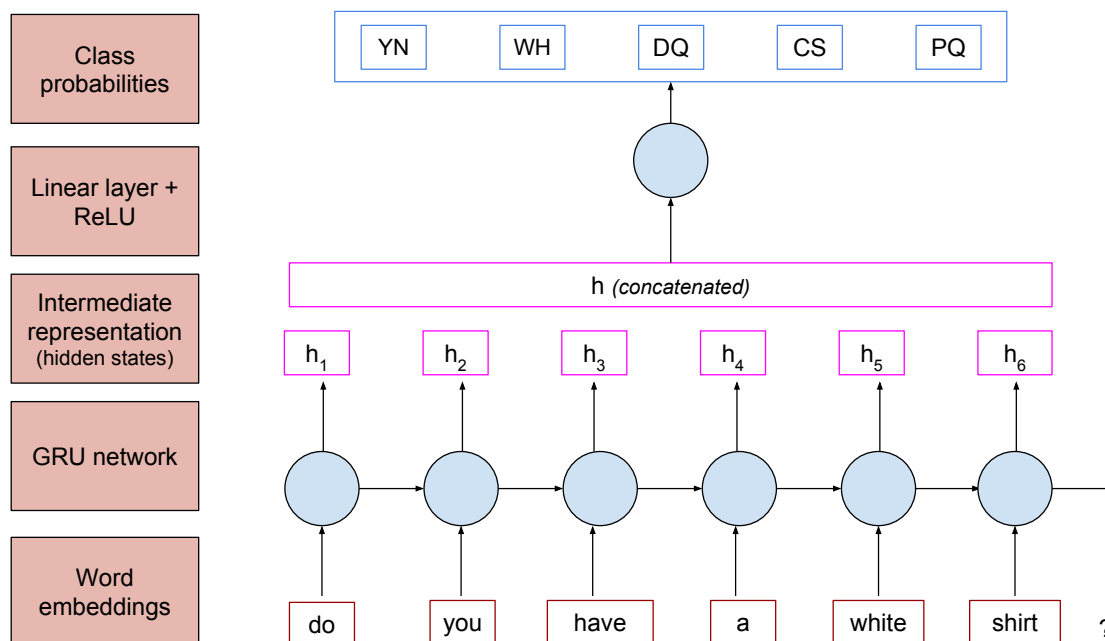 Class
probabilities
YN WH DQ CS PQ
Linear layer +
ReLU
h (concatenated)
Intermediate
representation
(hidden states)
h1 h2 h3 h4 h5 h6
GRU network
Word
embeddings
do you have a white shirt ?